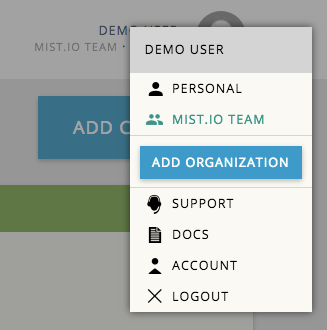 DEMO USER
MIST.IO TEAM ·
DEMO USER
PERSONAL
MIST.IO TEAM
ADD C
ADD ORGANIZATION
SUPPORT
DOCS
ACCOUNT
LOGOUT